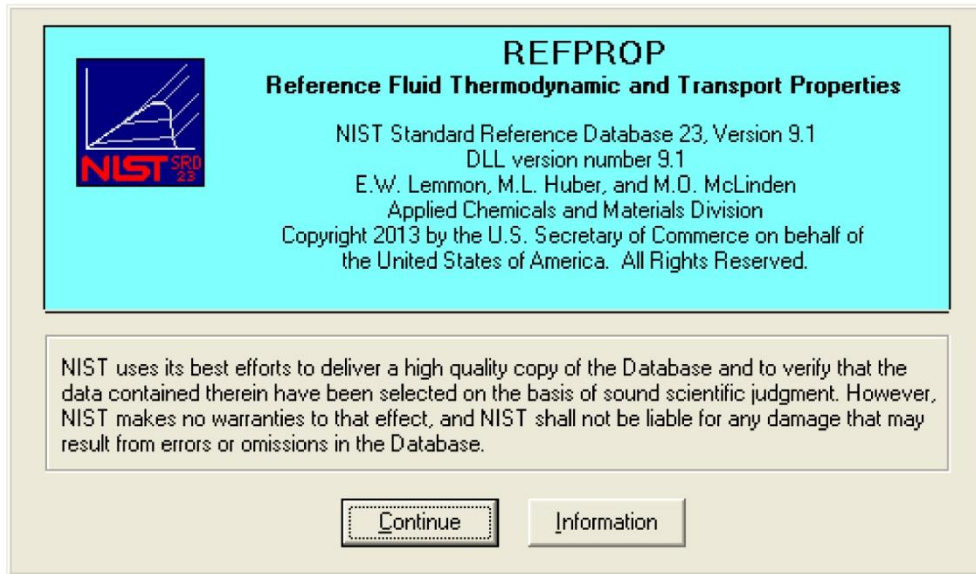 REFPROP
Reference Fluid Thermodynamic and Transport Properties
NIST SRD 23
NIST Standard Reference Database 23, Version 9.1
DLL version number 9.1
E.W. Lemmon, M.L. Huber, and M.O. McLinden
Applied Chemicals and Materials Division
Copyright 2013 by the U.S. Secretary of Commerce on behalf of
the United States of America. All Rights Reserved.
NIST uses its best efforts to deliver a high quality copy of the Database and to verify that the
data contained therein have been selected on the basis of sound scientific judgment. However,
NIST makes no warranties to that effect, and NIST shall not be liable for any damage that may
result from errors or omissions in the Database.
Continue
Information